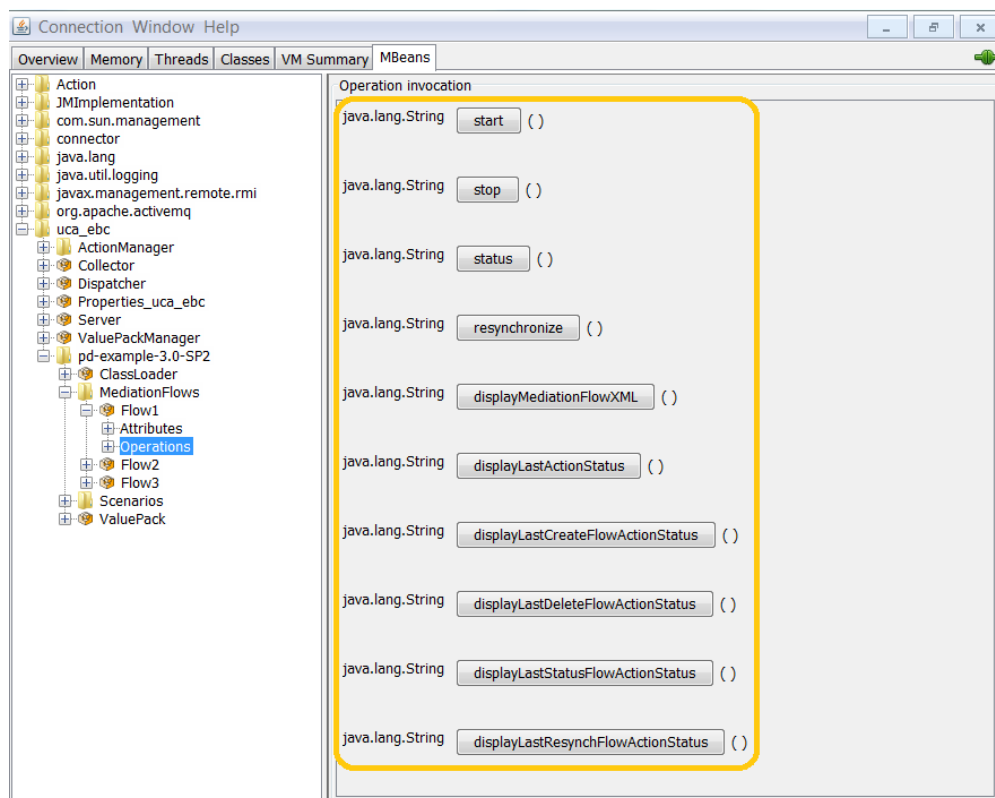 Connection Window Help
Overview Memory Threads Classes VM Summary MBeans
Action
JMImplementation
com.sun.management
connector
java.lang
java.util.logging
javax.management.remote.rmi
org.apache.activemq
uca_ebc
ActionManager
Collector
Dispatcher
Properties_uca_ebc
Server
ValuePackManager
pd-example-3.0-SP2
ClassLoader
MediationFlows
Flow1
Attributes
Operations
Flow2
Flow3
Scenarios
ValuePack
Operation invocation
java.lang.String start ( )
java.lang.String stop ( )
java.lang.String status ( )
java.lang.String resynchronize ( )
java.lang.String displayMediationFlowXML ( )
java.lang.String displayLastActionStatus ( )
java.lang.String displayLastCreateFlowActionStatus ( )
java.lang.String displayLastDeleteFlowActionStatus ( )
java.lang.String displayLastStatusFlowActionStatus ( )
java.lang.String displayLastResynchFlowActionStatus ( )